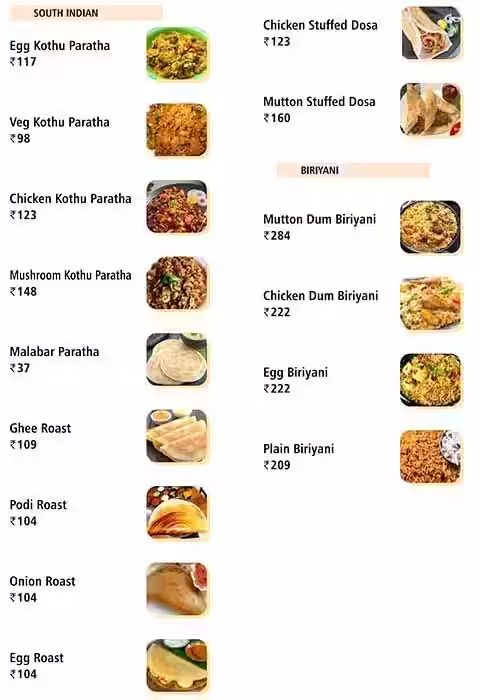 SOUTH INDIAN
Egg Kothu Paratha
₹117
Veg Kothu Paratha
₹98
Chicken Kothu Paratha
₹123
Mushroom Kothu Paratha
₹148
Malabar Paratha
₹37
Ghee Roast
₹109
Podi Roast
₹104
Onion Roast
₹104
Egg Roast
₹104
Chicken Stuffed Dosa
₹123
Mutton Stuffed Dosa
₹160
BIRIYANI
Mutton Dum Biriyani
₹284
Chicken Dum Biriyani
₹222
Egg Biriyani
₹222
Plain Biriyani
₹209